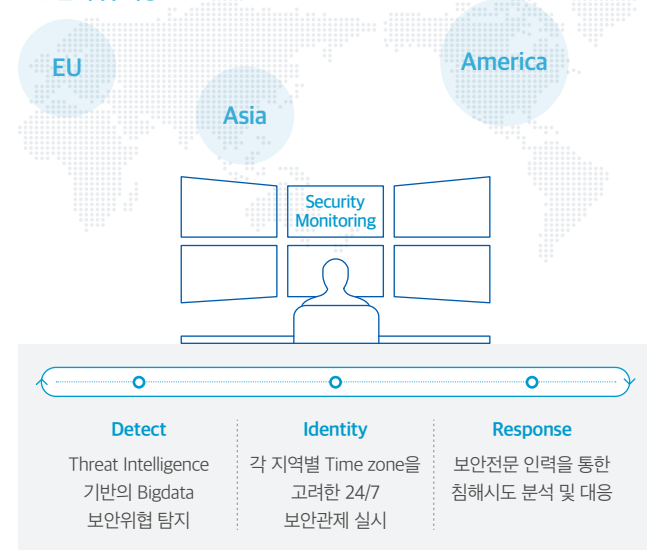 EU
America
Asia
Security
Monitoring
Detect
Threat Intelligence
기반의 Bigdata
보안위협 탐지
Identity
각 지역별 Time zone을
고려한 24/7
보안관제 실시
Response
보안전문 인력을 통한
침해시도 분석 및 대응